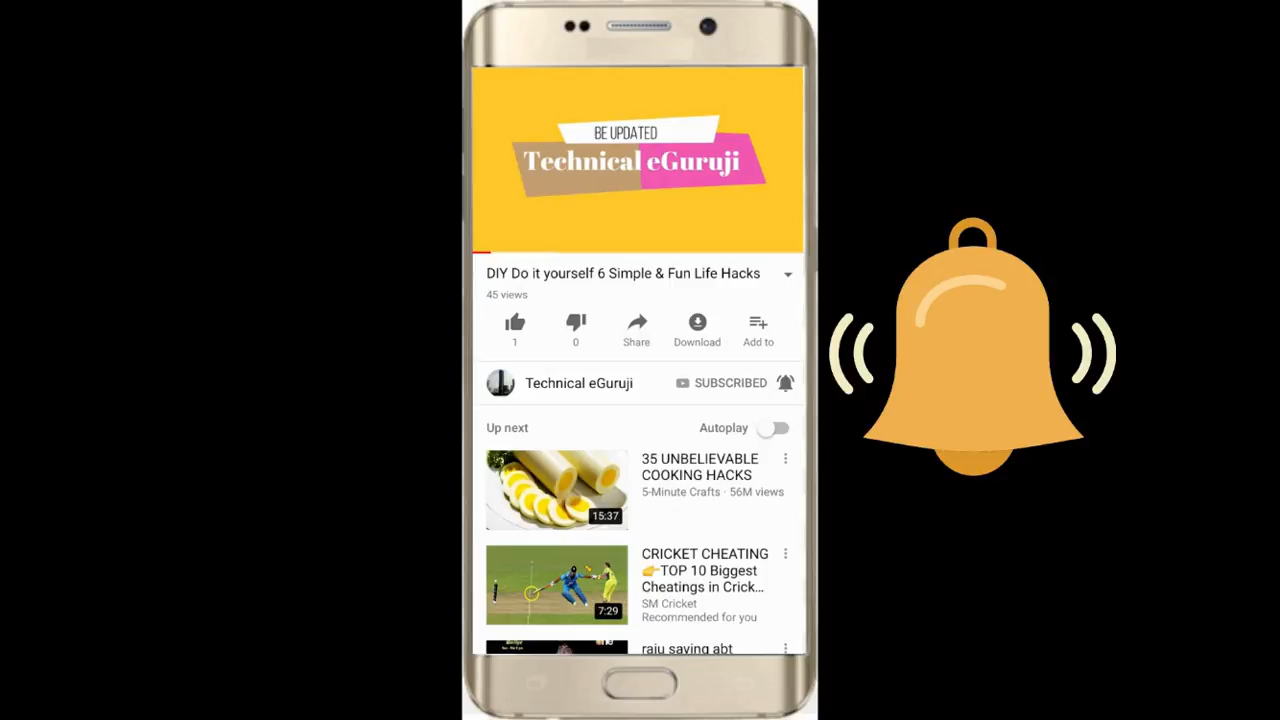 BE UPDATED
Technical eGuruji
DIY Do it yourself 6 Simple & Fun Life Hacks
45 views
1
0
Share
Download
Add to
Technical eGuruji
SUBSCRIBED
Up next
Autoplay
35 UNBELIEVABLE
COOKING HACKS
5-Minute Crafts · 56M views
15:37
CRICKET CHEATING
👉TOP 10 Biggest
Cheatings in Crick...
SM Cricket
Recommended for you
7:29
raju saying abt